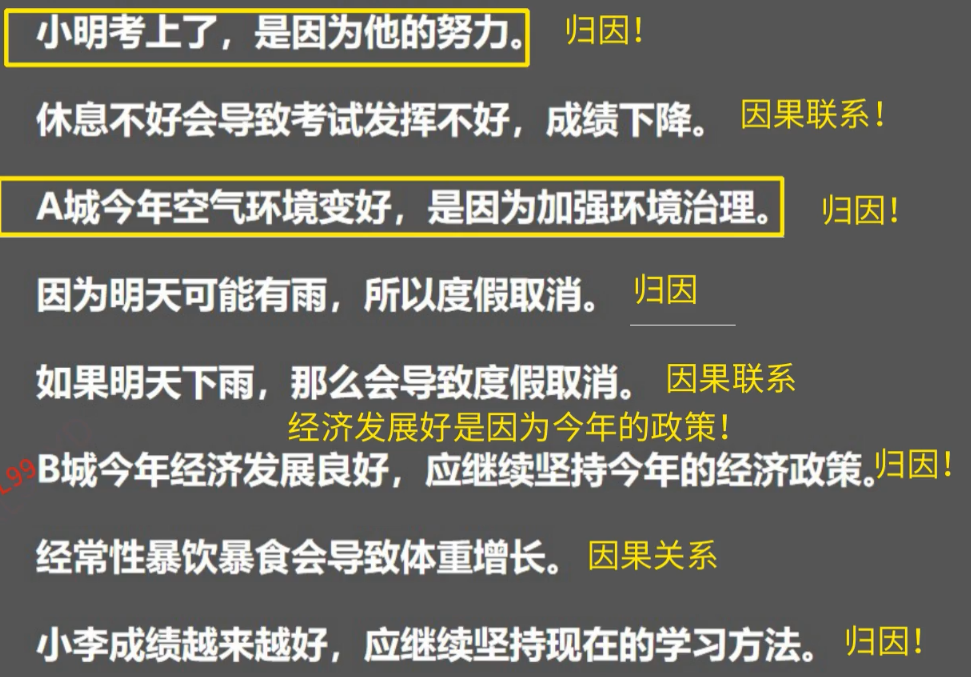 小明考上了，是因为他的努力。 归因！
休息不好会导致考试发挥不好，成绩下降。 因果联系！
A城今年空气环境变好，是因为加强环境治理。 归因！
因为明天可能有雨，所以度假取消。 归因
如果明天下雨，那么会导致度假取消。 因果联系
经济发展好是因为今年的政策！
B城今年经济发展良好，应继续坚持今年的经济政策。归因！
经常性暴饮暴食会导致体重增长。 因果关系
小李成绩越来越好，应继续坚持现在的学习方法。 归因！